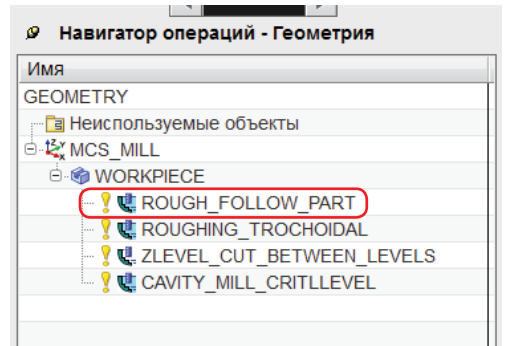 Навигатор операций - Геометрия
Имя
GEOMETRY
Неиспользуемые объекты
MCS_MILL
WORKPIECE
ROUGH_FOLLOW_PART
ROUGHING_TROCHOIDAL
ZLEVEL_CUT_BETWEEN_LEVELS
CAVITY_MILL_CRITLLEVEL